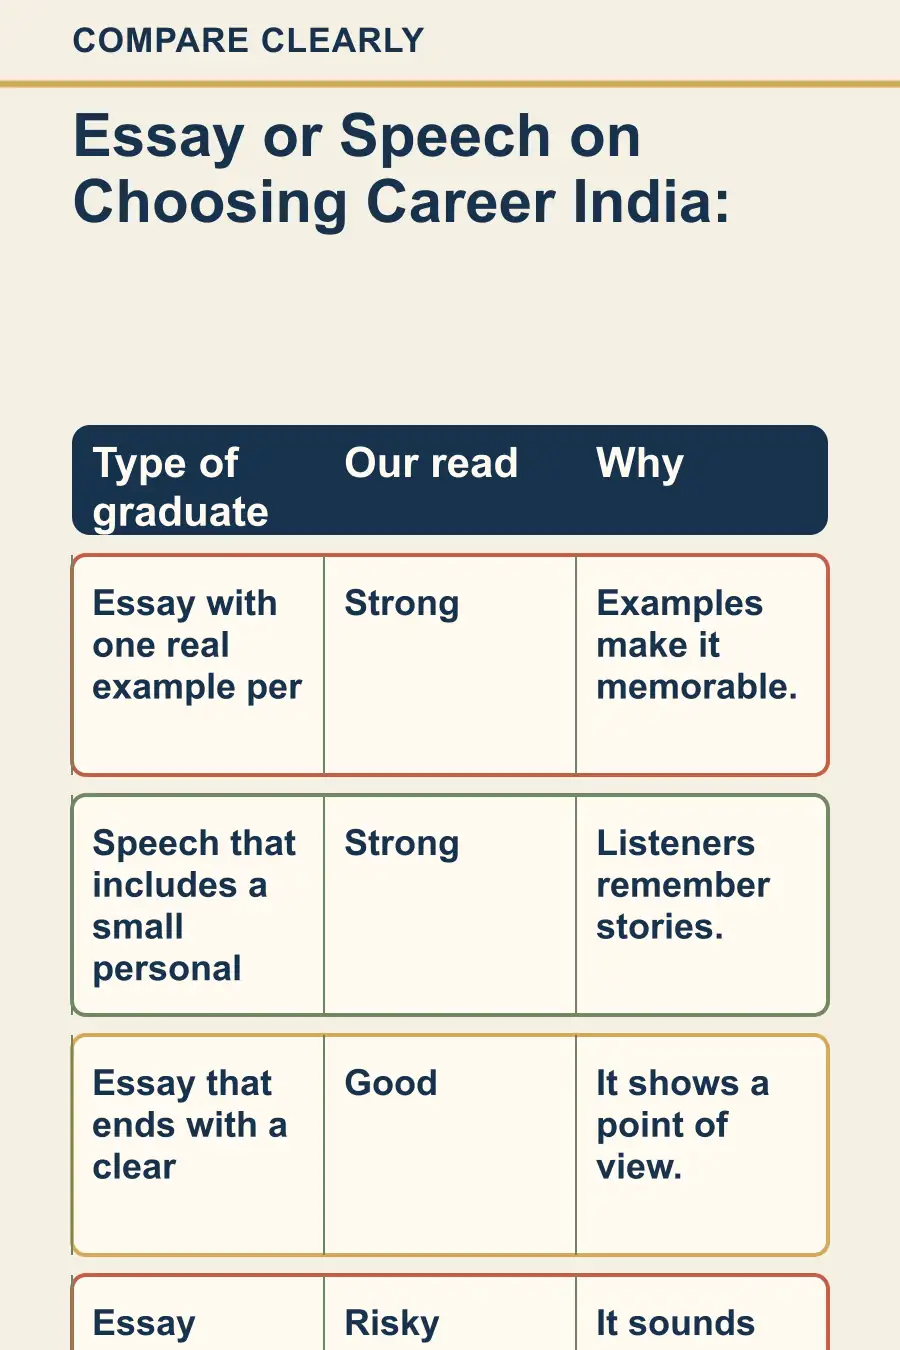 COMPARE CLEARLY
Essay or Speech on
Choosing Career India:
Type of graduate
Our read
Why
Essay with
one real
example per
Strong
Examples
make it
memorable.
Speech that
includes a
small
personal
Strong
Listeners
remember
stories.
Essay that
ends with a
clear
Good
It shows a
point of
view.
Essay
Risky
It sounds